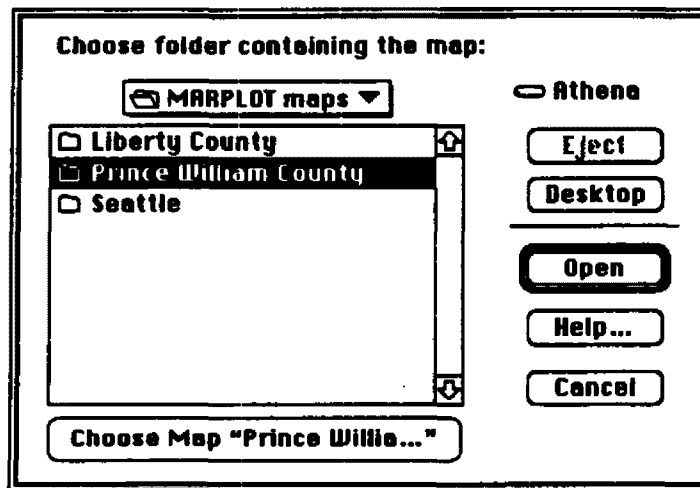 Choose folder containing the map:
MARPLOT maps
Athena
Liberty County
Eject
Prince William County
Desktop
Seattle
Open
Help...
Cancel
Choose Map "Prince Willia..."